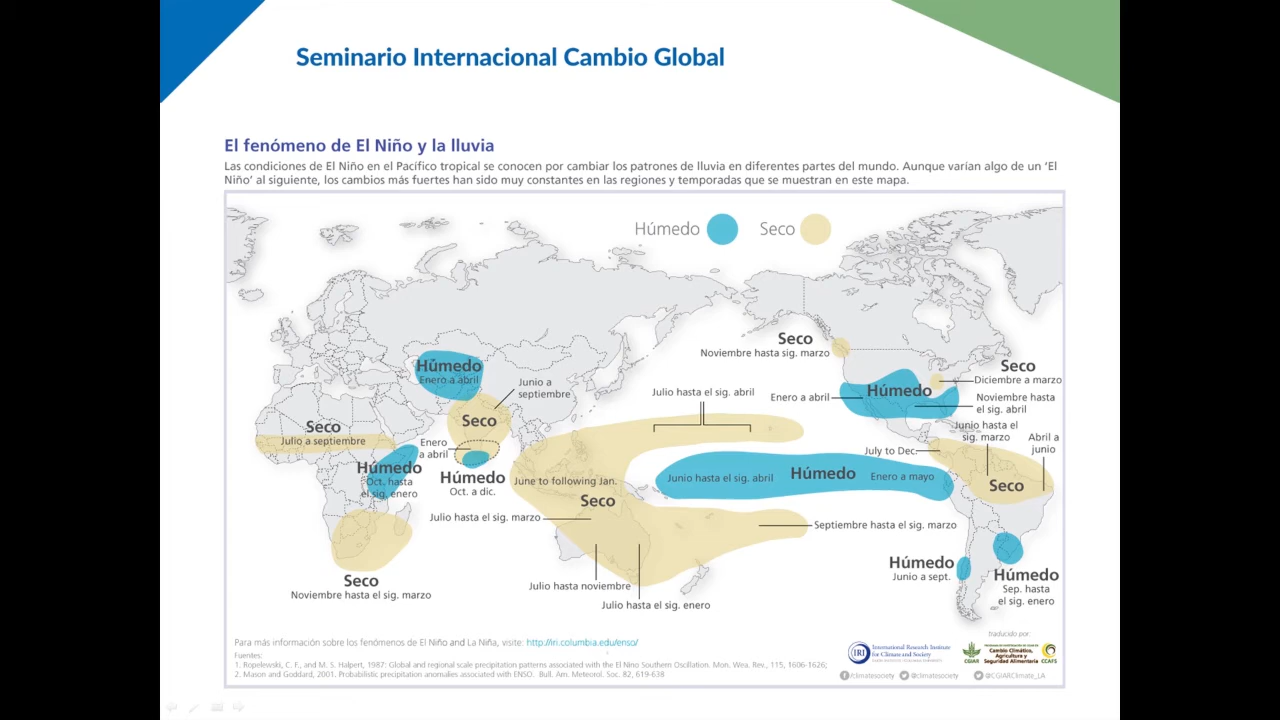 Seminario Internacional Cambio Global
El fenómeno de El Niño y la lluvia
Las condiciones de El Niño en el Pacífico tropical se conocen por cambiar los patrones de lluvia en diferentes partes del mundo. Aunque varían algo de un ‘El
Niño’ al siguiente, los cambios más fuertes han sido muy constantes en las regiones y temporadas que se muestran en este mapa.
Húmedo
Seco
Seco
Noviembre hasta sig. marzo
Húmedo
Enero a abril
Junio a
septiembre
Seco
Diciembre a marzo
Julio hasta el sig. abril
Enero a abril
Húmedo
Noviembre hasta
el sig. abril
Seco
Julio a septiembre
Seco
Enero
a abril
Junio hasta el
sig. marzo
Abril a
junio
July to Dec.
Húmedo
Oct. hasta
el sig. enero
Húmedo
Oct. a dic.
June to following Jan.
Seco
Junio hasta el sig. abril
Húmedo
Enero a mayo
Seco
Julio hasta el sig. marzo
Septiembre hasta el sig. marzo
Seco
Noviembre hasta el sig. marzo
Julio hasta noviembre
Julio hasta el sig. enero
Húmedo
Junio a sept.
Húmedo
Sep. hasta
el sig. enero
Para más información sobre los fenómenos de El Niño and La Niña, visite: http://iri.columbia.edu/enso/
Fuentes:
1. Ropelewski, C. F., and M. S. Halpert, 1987: Global and regional scale precipitation patterns associated with the El Nino Southern Oscillation. Mon. Wea. Rev., 115, 1606-1626;
2. Mason and Goddard, 2001. Probabilistic precipitation anomalies associated with ENSO. Bull. Am. Meteorol. Soc. 82, 619-638
IRI
International Research Institute
for Climate and Society
traducido por:
CGIAR
Cambio Climático,
Agricultura y
Seguridad Alimentaria
CCAFS
/climatesociety
@climatesociety
@CGIARClimate_LA